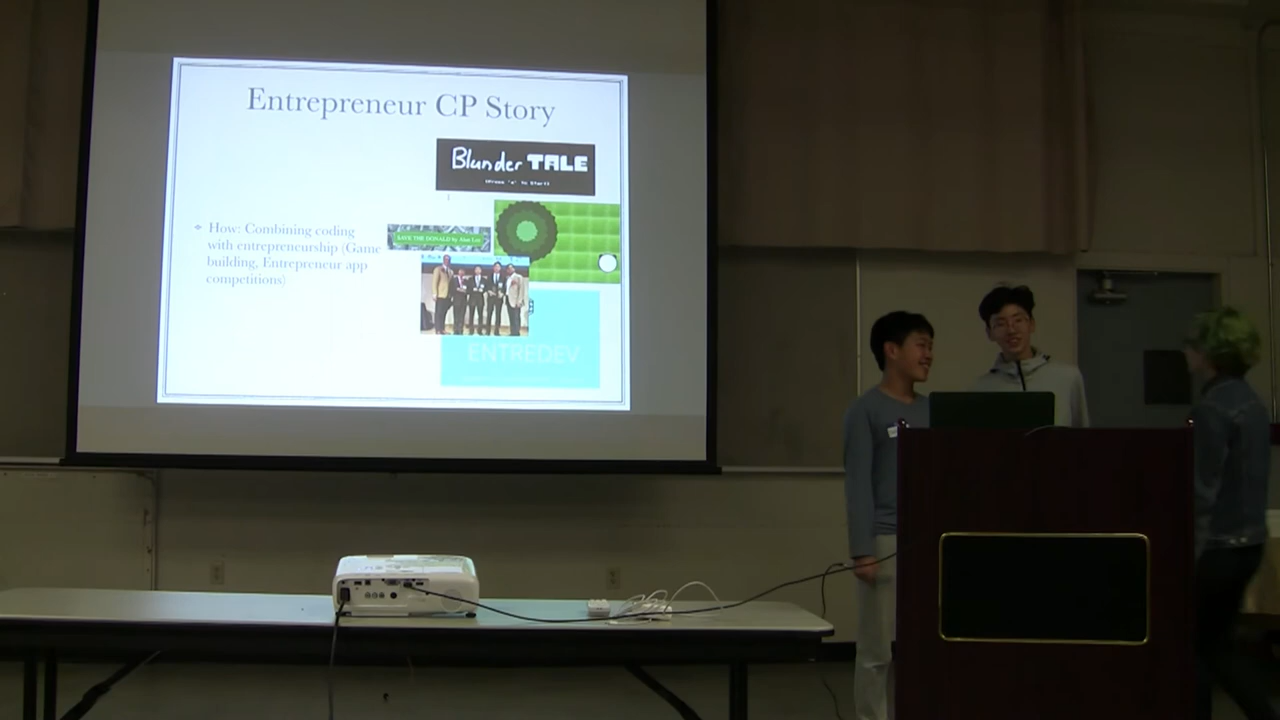 Entrepreneur CP Story
Blunder TALE
(Press "z" to Start)
How: Combining coding
with entrepreneurship (Game
building, Entrepreneur app
competitions)
SAVE THE DONALD by Alan Lee
ENTREDEV